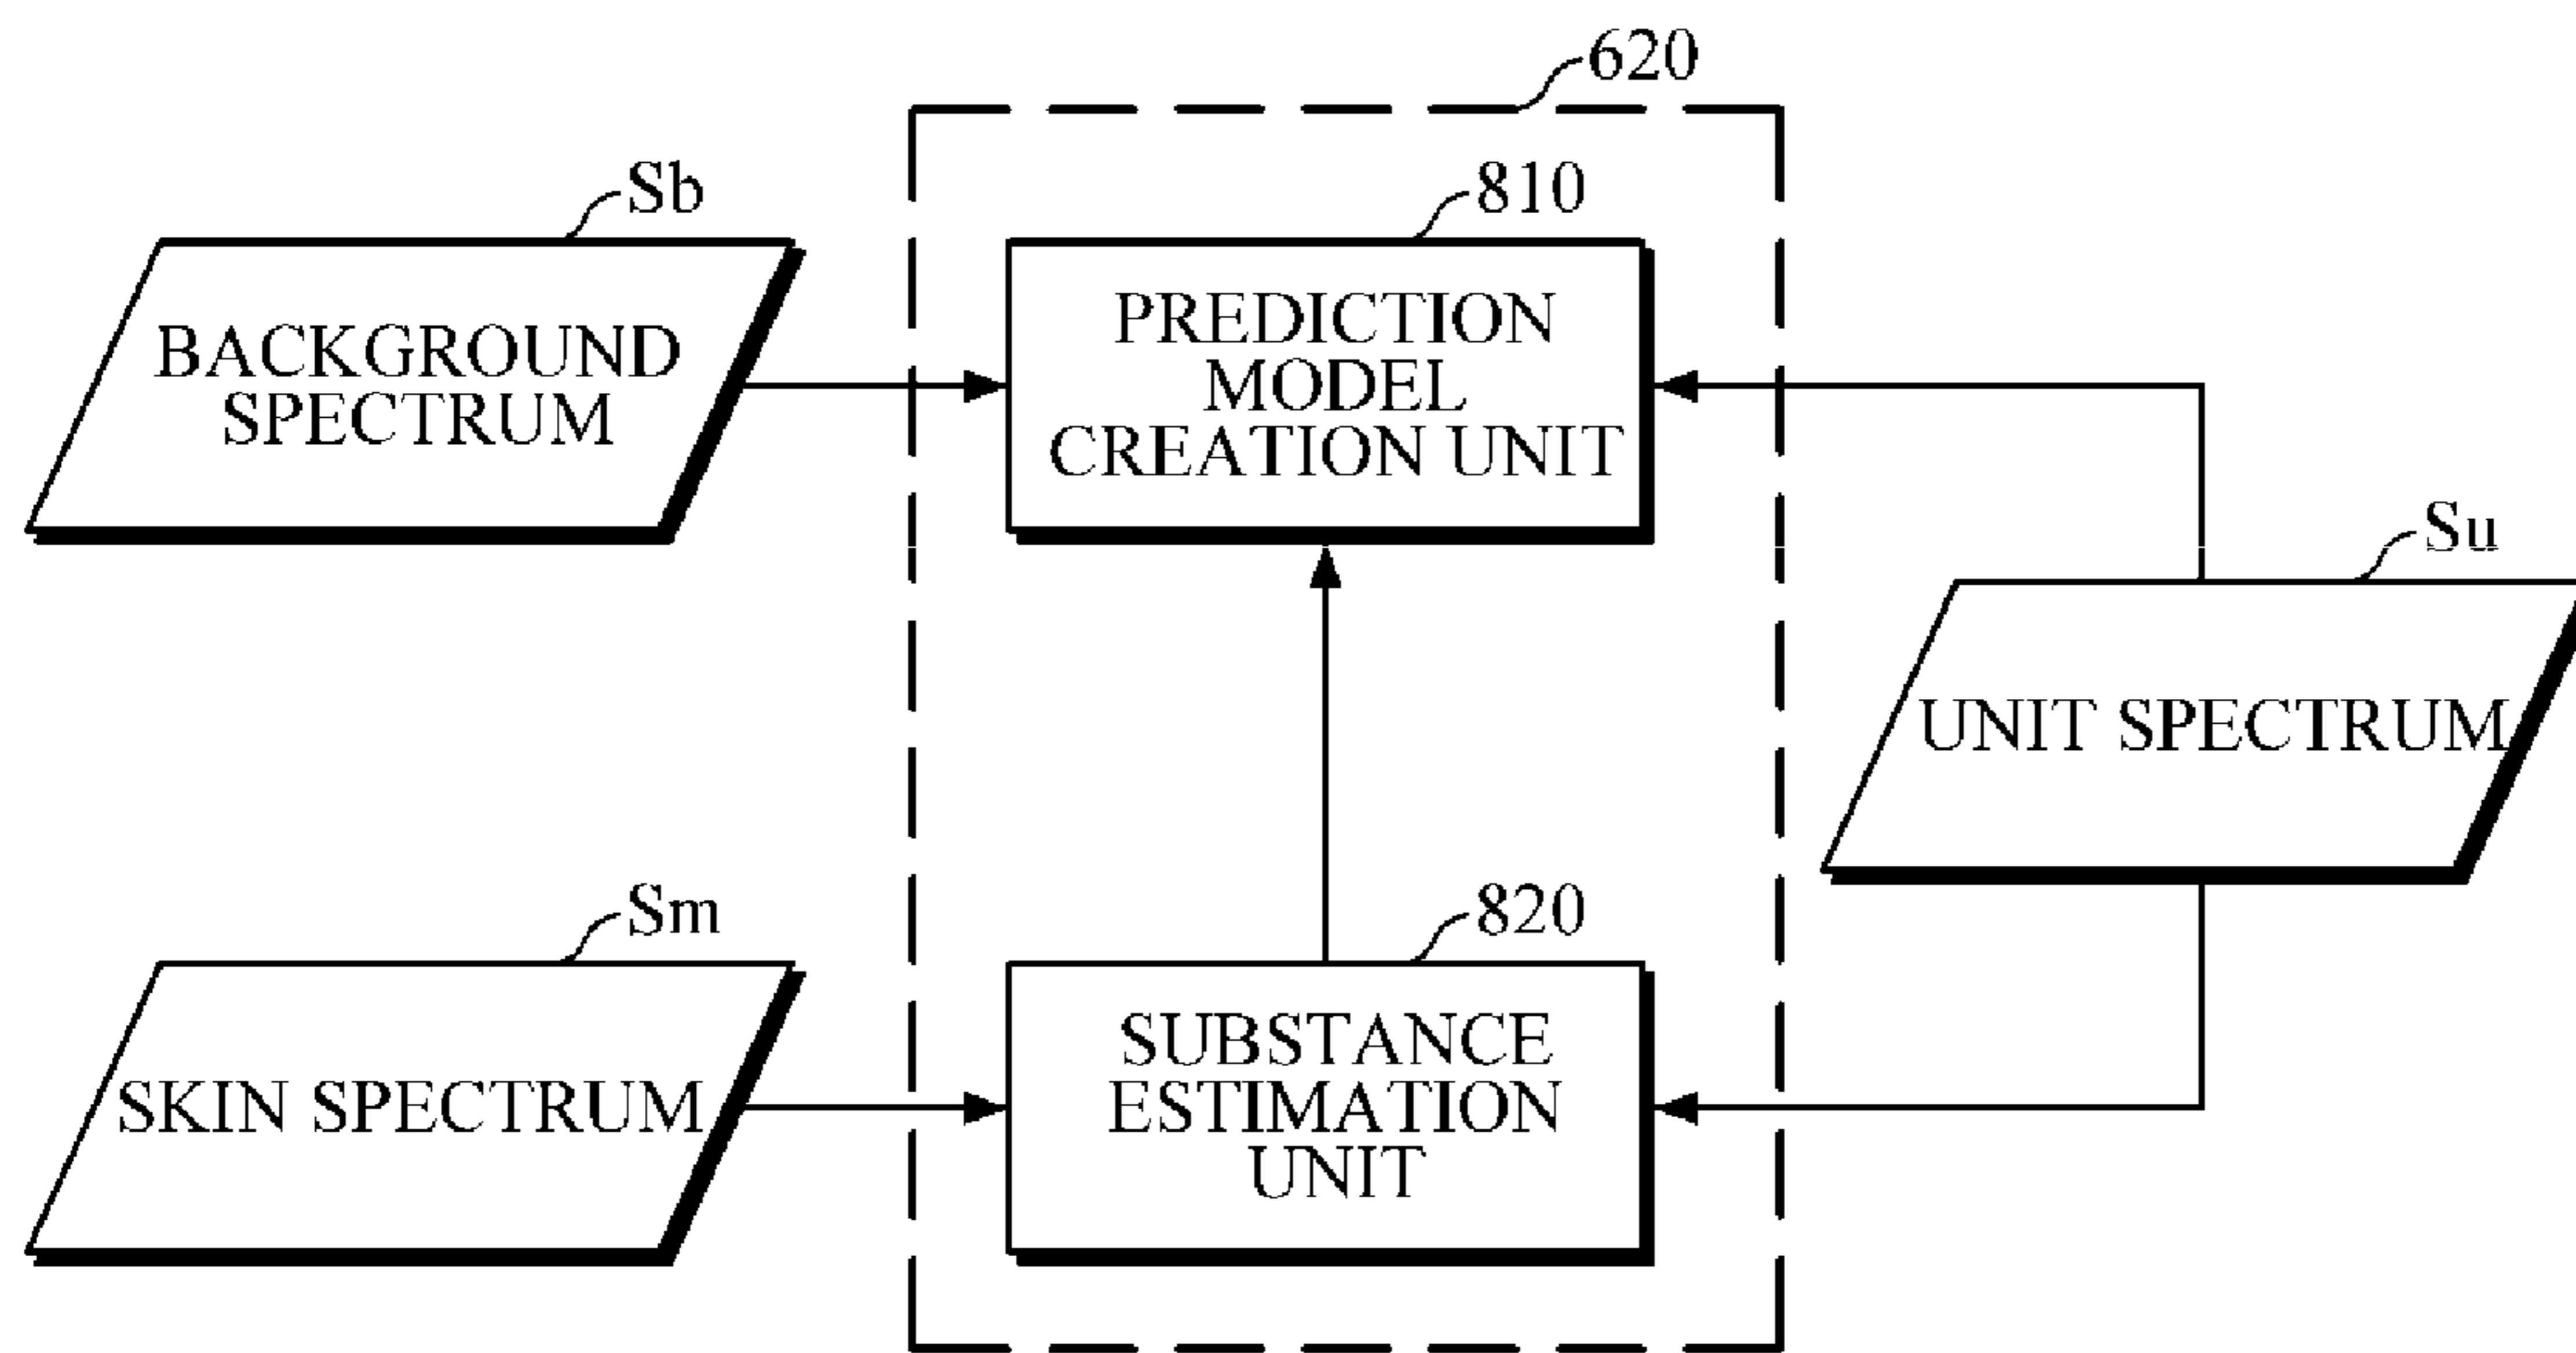 620
Sb
810
BACKGROUND
SPECTRUM
PREDICTION
MODEL
CREATION UNIT
Su
UNIT SPECTRUM
Sm
820
SKIN SPECTRUM
SUBSTANCE
ESTIMATION
UNIT